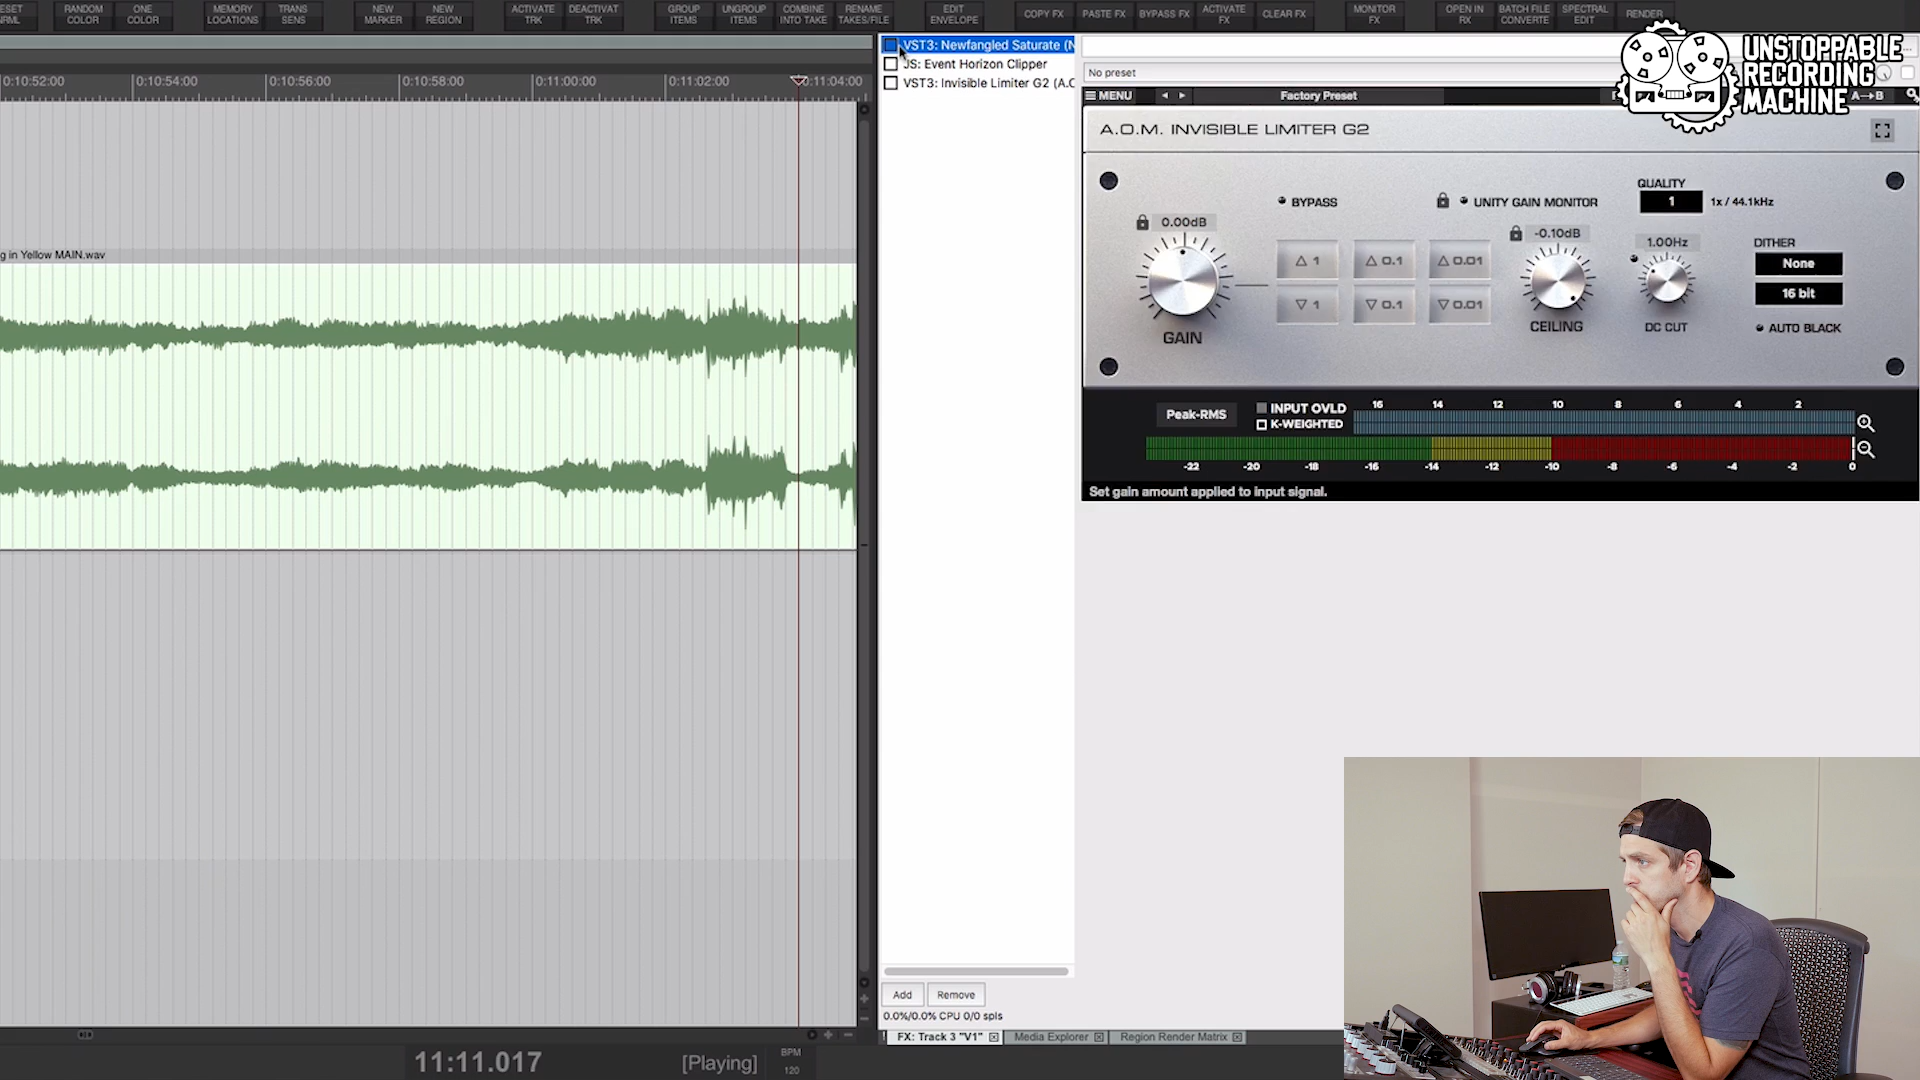 RANDOM COLOR
ONE COLOR
MEMORY LOCATIONS
TRANS SENS
NEW MARKER
NEW REGION
ACTIVATE TRK
DEACTIVAT TRK
GROUP ITEMS
UNGROUP ITEMS
COMBINE INTO TAKE
RENAME TAKES/FILE
EDIT ENVELOPE
COPY FX
PASTE FX
BYPASS FX
ACTIVATE FX
CLEAR FX
MONITOR FX
OPEN IN RX
BATCH FILE CONVERTE
SPECTRAL EDIT
RENDER
UNSTOPPABLE
RECORDING
MACHINE
0:10:52:00
0:10:54:00
0:10:56:00
0:10:58:00
0:11:00:00
0:11:02:00
0:11:04:00
g in Yellow MAIN.wav
VST3: Newfangled Saturate (N
JS: Event Horizon Clipper
VST3: Invisible Limiter G2 (A.O
No preset
MENU
Factory Preset
A→B
A.O.M. INVISIBLE LIMITER G2
0.00dB
GAIN
BYPASS
△ 1
△ 0.1
△ 0.01
▽ 1
▽ 0.1
▽ 0.01
UNITY GAIN MONITOR
-0.10dB
CEILING
QUALITY
1
1x / 44.1kHz
1.00Hz
DC CUT
DITHER
None
16 bit
AUTO BLACK
Peak-RMS
INPUT OVLD
K-WEIGHTED
16 14 12 10 8 6 4 2
-22 -20 -18 -16 -14 -12 -10 -8 -6 -4 -2 0
Set gain amount applied to input signal.
Add
Remove
0.0%/0.0% CPU 0/0 spls
FX: Track 3 "V1"
Media Explorer
Region Render Matrix
11:11.017
[Playing]
BPM
120